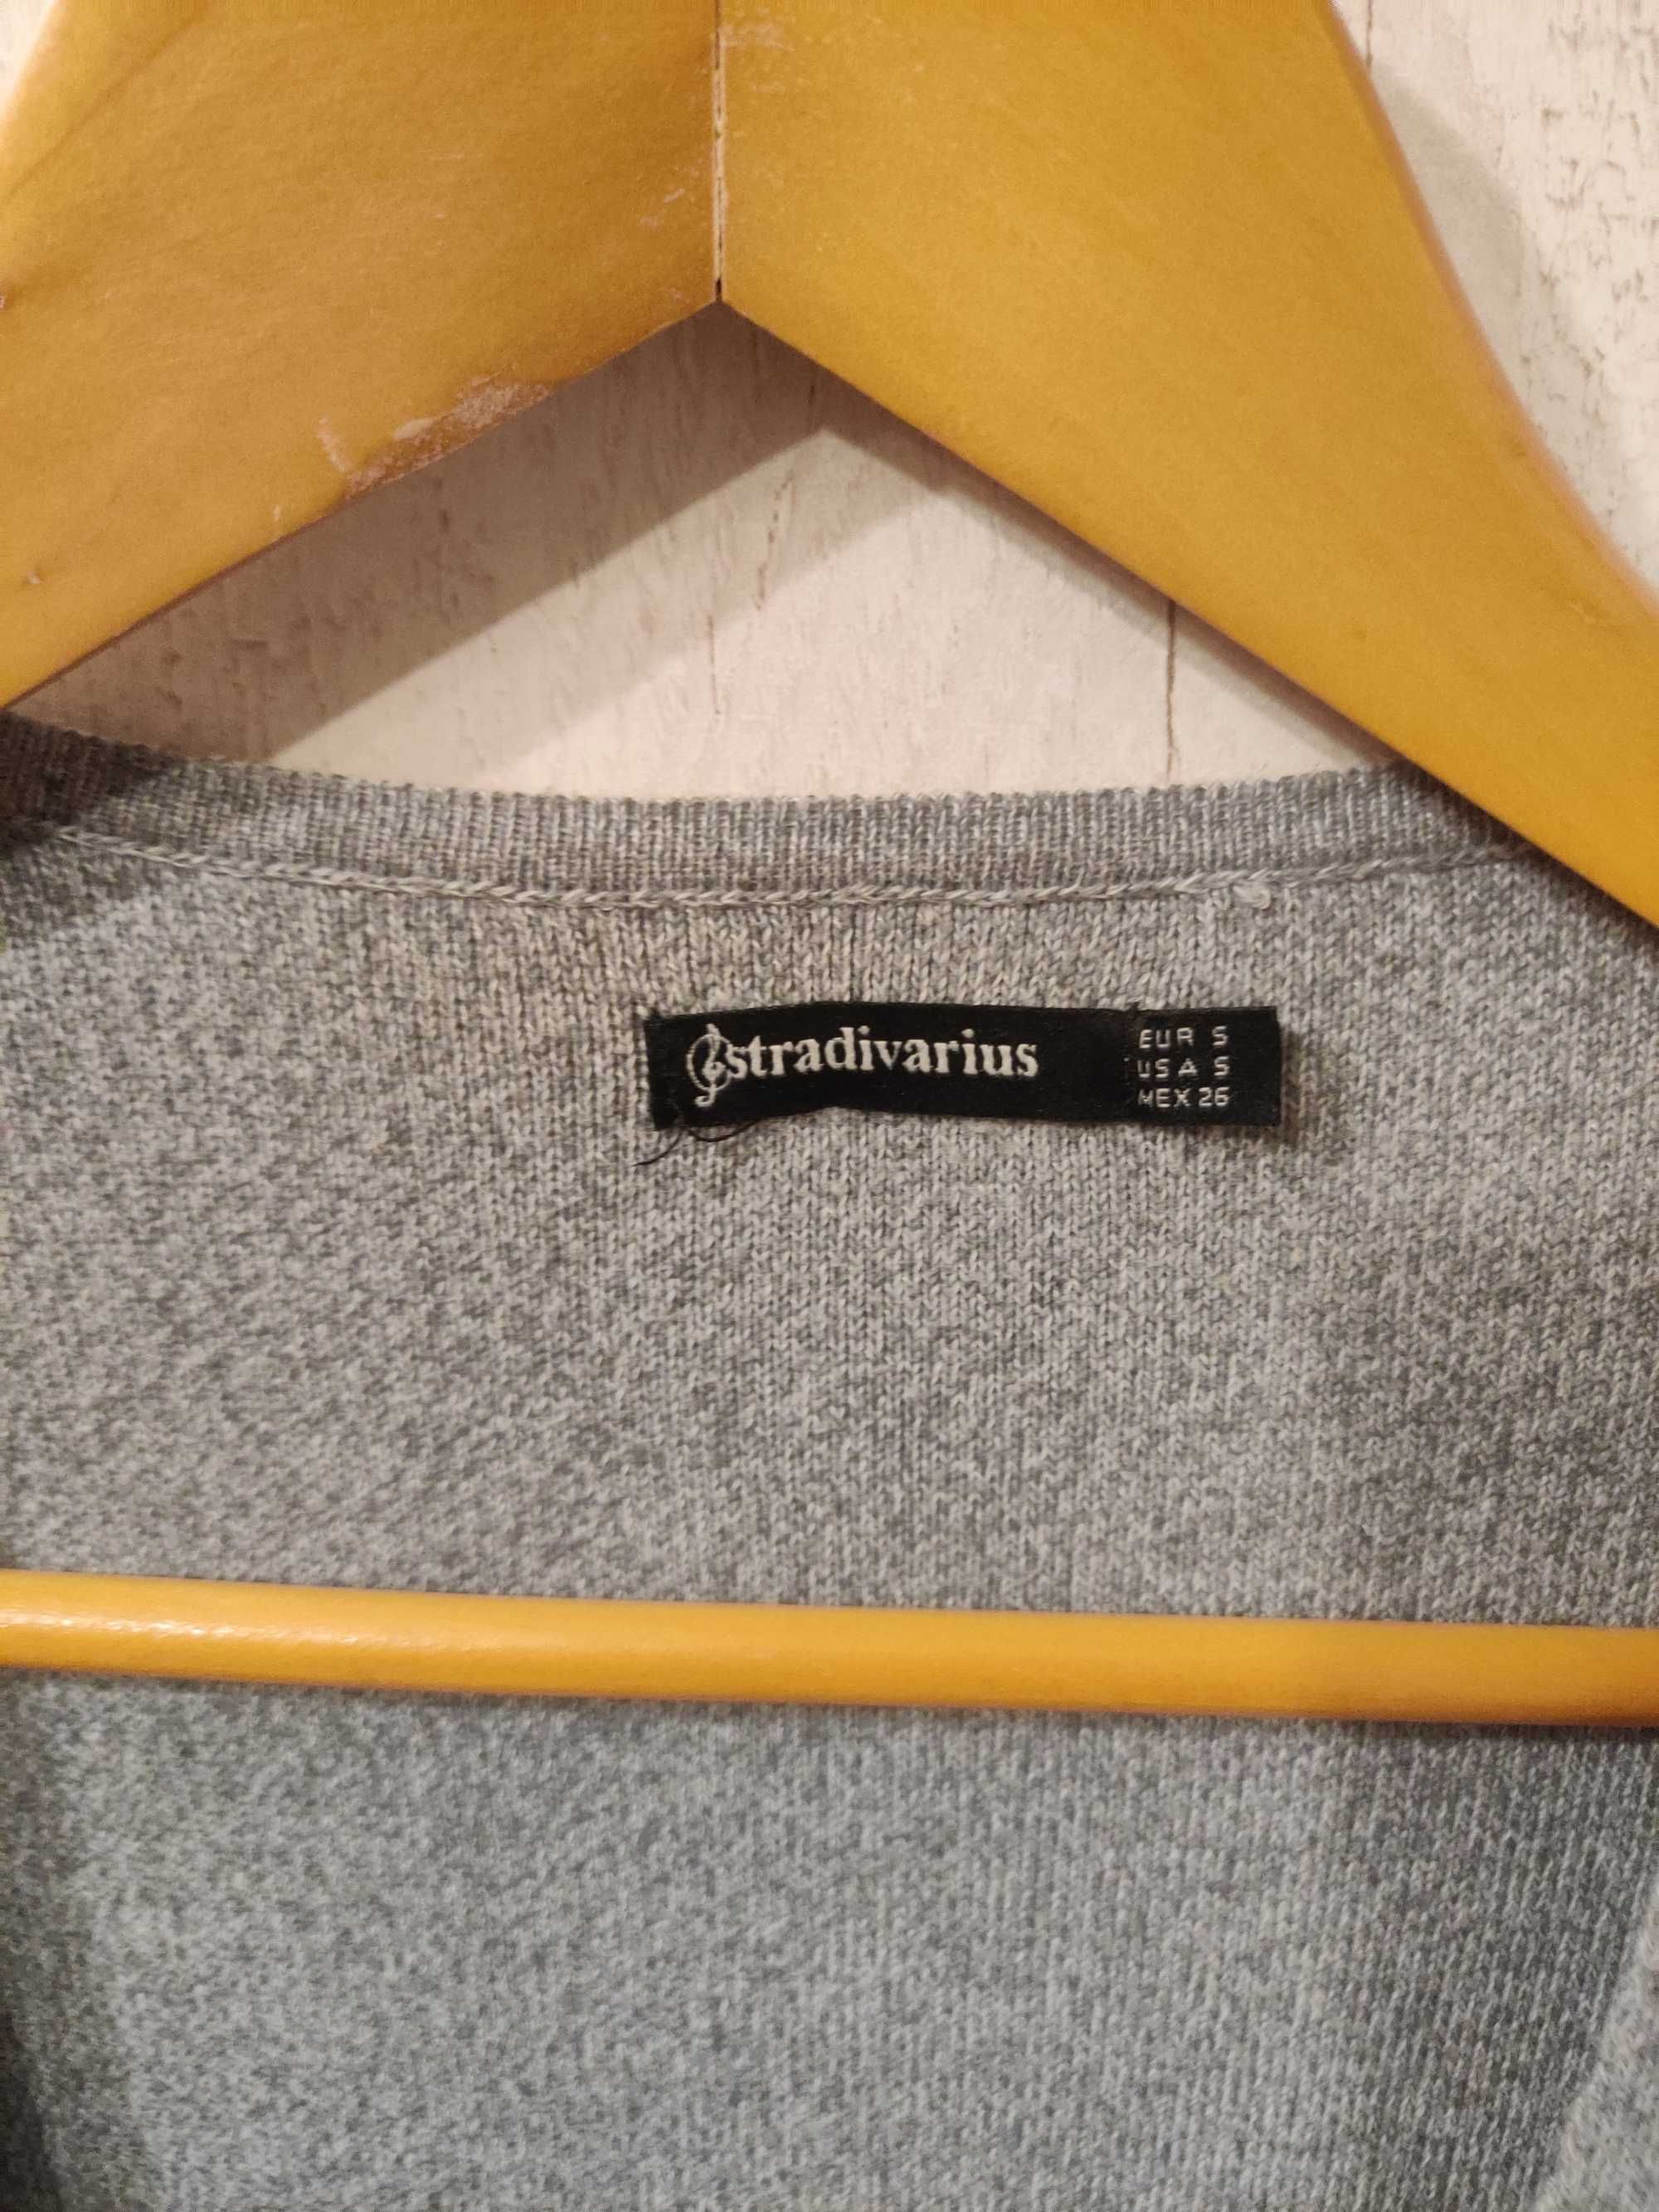 stradivarius
EUR S
USA S
MEX 26